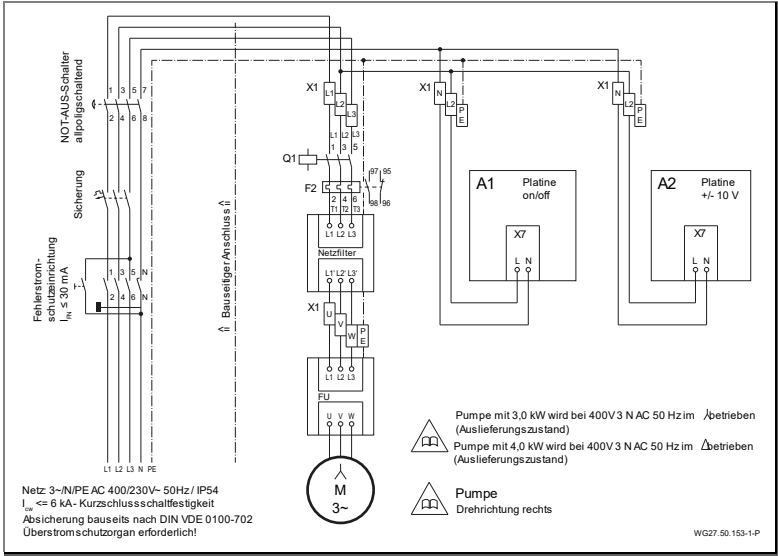 NOT-AUS-Schalter
allpoligschaltend
1 3 5 7
2 4 6 8
Sicherung
Fehlerstrom-
schutzeinrichtung
I_FN ≤ 30 mA
1 3 5 N
2 4 6 N
L1 L2 L3 N PE
<= Bauseitiger Anschluss =>
X1
L1
L2
L3
L1 L2 L3
1 3 5
Q1
F2
97 95
98 96
2 4 6
T1 T2 T3
L1 L2 L3
Netzfilter
L1' L2' L3'
X1
U
V
W
PE
L1 L2 L3
FU
U V W
M
3~
X1
N
L2
PE
A1 Platine
on/off
X7
L N
X1
N
L2
PE
A2 Platine
+/- 10 V
X7
L N
Netz: 3~/N/PE AC 400/230V~ 50Hz / IP54
I_cw <= 6 kA- Kurzschlussschaltfestigkeit
Absicherung bauseits nach DIN VDE 0100-702
Überstromschutzorgan erforderlich!
Pumpe mit 3,0 kW wird bei 400V 3 N AC 50 Hz im ⅄ betrieben
(Auslieferungszustand)
Pumpe mit 4,0 kW wird bei 400V 3 N AC 50 Hz im Δ betrieben
(Auslieferungszustand)
Pumpe
Drehrichtung rechts
WG27.50.153-1-P